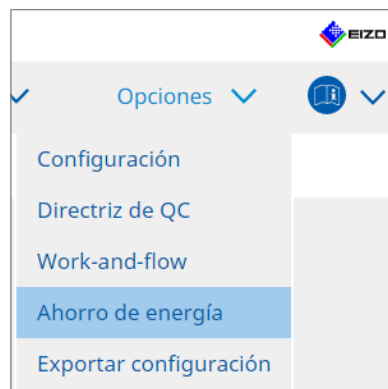 EIZO
Opciones
Configuración
Directriz de QC
Work-and-flow
Ahorro de energía
Exportar configuración